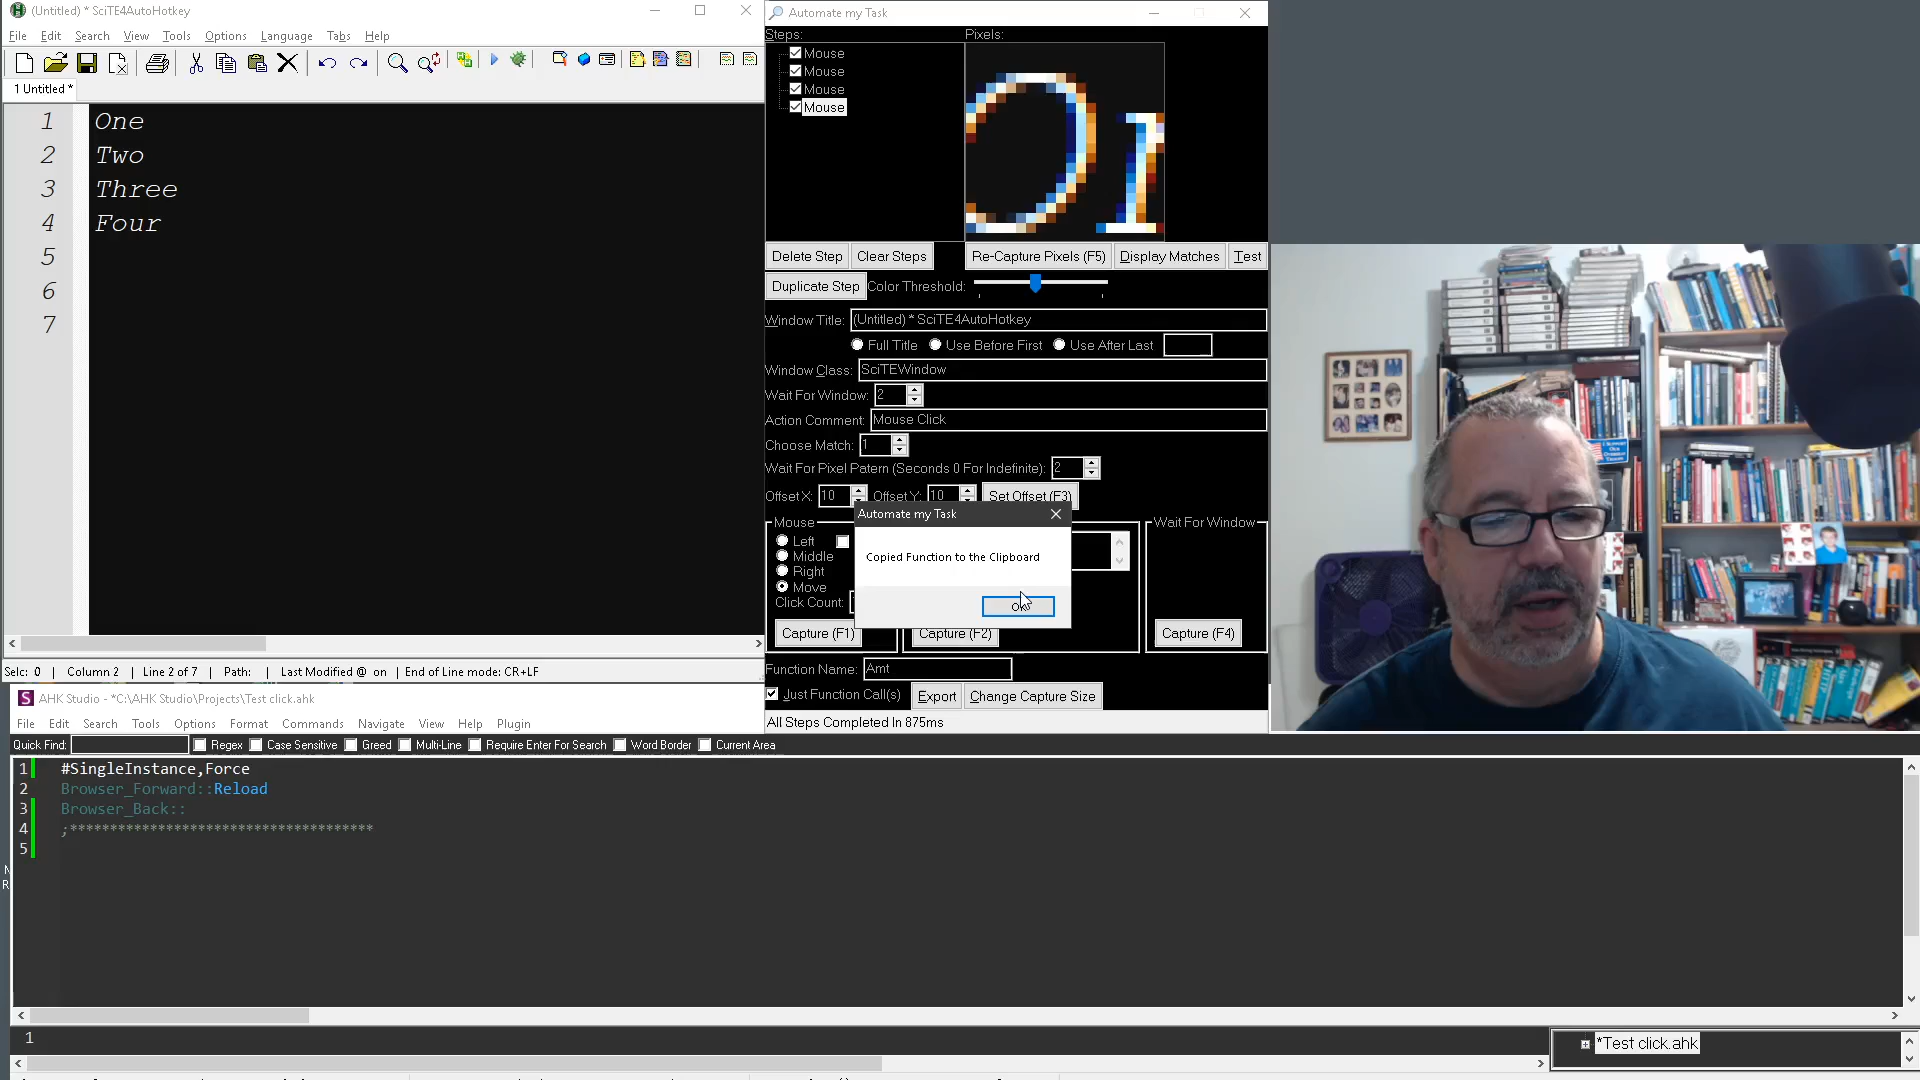 (Untitled) * SciTE4AutoHotkey
File Edit Search View Tools Options Language Tabs Help
1 Untitled *
1 One
2 Two
3 Three
4 Four
5
6
7
Selc: 0 | Column 2 | Line 2 of 7 | Path: | Last Modified @ on | End of Line mode: CR+LF
Automate my Task
Steps:
Pixels:
Mouse
Mouse
Mouse
Mouse
Delete Step Clear Steps Re-Capture Pixels (F5) Display Matches Test
Duplicate Step Color Threshold:
Window Title: (Untitled) * SciTE4AutoHotkey
Full Title Use Before First Use After Last
Window Class: SciTEWindow
Wait For Window: 2
Action Comment: Mouse Click
Choose Match: 1
Wait For Pixel Patern (Seconds 0 For Indefinite): 2
Offset X: 10 Offset Y: 10 Set Offset (F3)
Mouse
Left
Middle
Right
Move
Click Count:
Capture (F1)
Automate my Task
Copied Function to the Clipboard
OK
Capture (F2)
Wait For Window
Capture (F4)
Function Name: Amt
Just Function Call(s) Export Change Capture Size
All Steps Completed In 875ms
AHK Studio - *C:\AHK Studio\Projects\Test click.ahk
File Edit Search Tools Options Format Commands Navigate View Help Plugin
Quick Find: Regex Case Sensitive Greed Multi-Line Require Enter For Search Word Border Current Area
1 #SingleInstance,Force
2 Browser_Forward::Reload
3 Browser_Back::
4 ;**************************************
5
1
*Test click.ahk